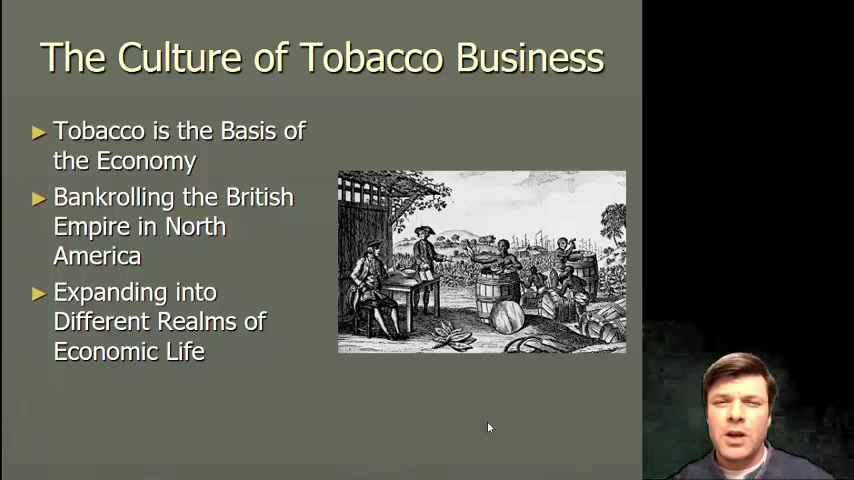 The Culture of Tobacco Business
Tobacco is the Basis of
the Economy
Bankrolling the British
Empire in North
America
Expanding into
Different Realms of
Economic Life